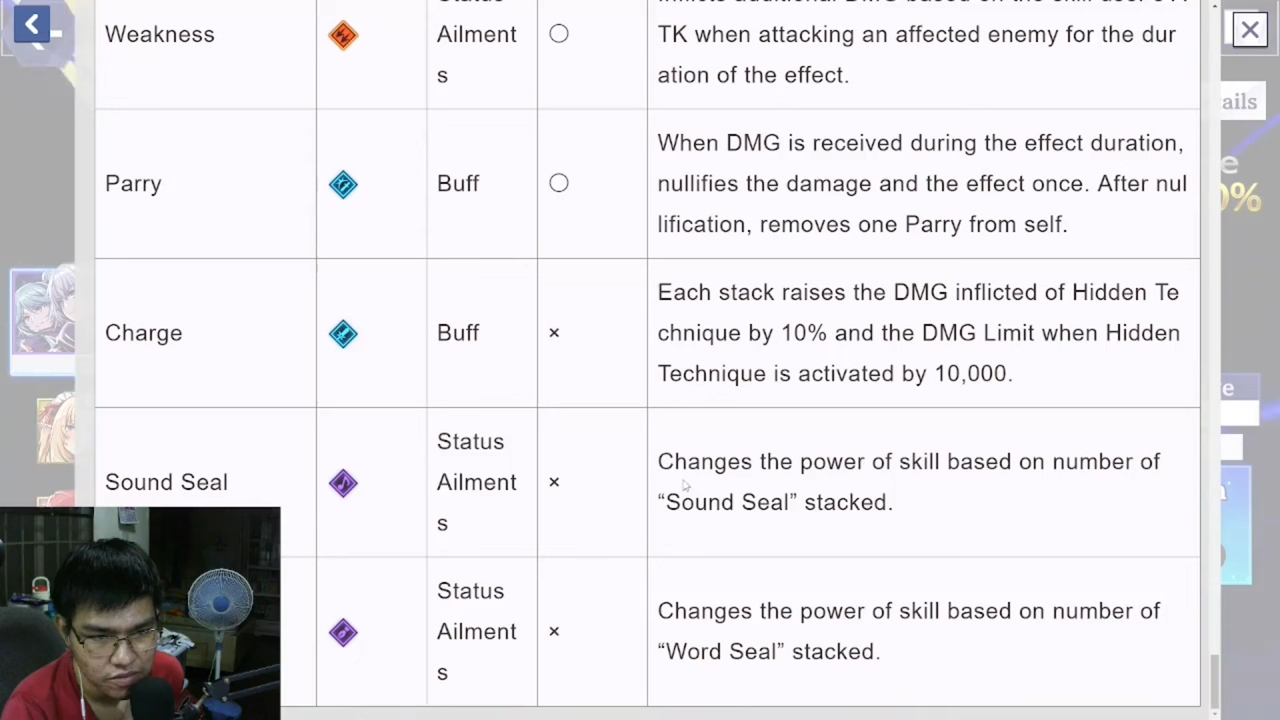 Weakness
Status
Ailment
s
○
TK when attacking an affected enemy for the dur
ation of the effect.
ails
e
0%
Parry
Buff
○
When DMG is received during the effect duration,
nullifies the damage and the effect once. After nul
lification, removes one Parry from self.
Charge
Buff
×
Each stack raises the DMG inflicted of Hidden Te
chnique by 10% and the DMG Limit when Hidden
Technique is activated by 10,000.
e
Sound Seal
Status
Ailment
s
×
Changes the power of skill based on number of
“Sound Seal” stacked.
Status
Ailment
s
×
Changes the power of skill based on number of
“Word Seal” stacked.